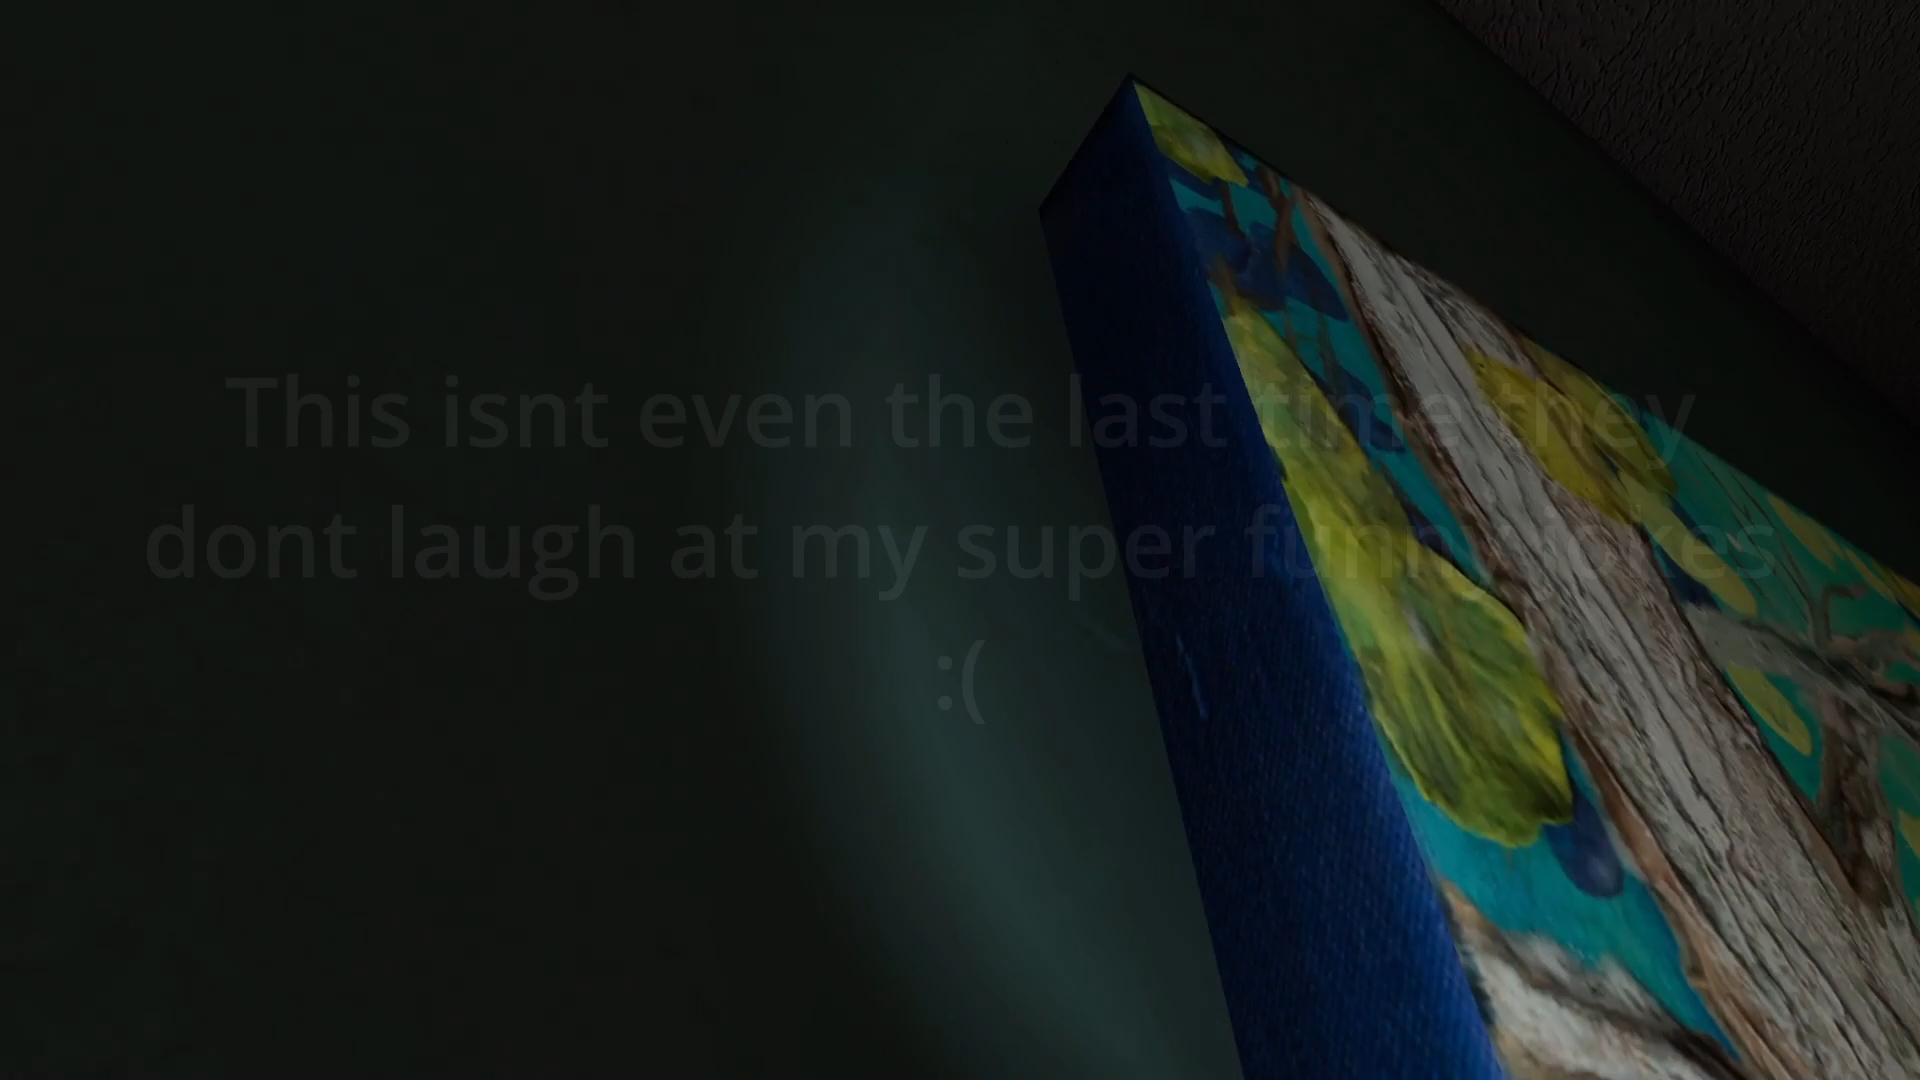 This isnt even the last time they
dont laugh at my super funny jokes
:(